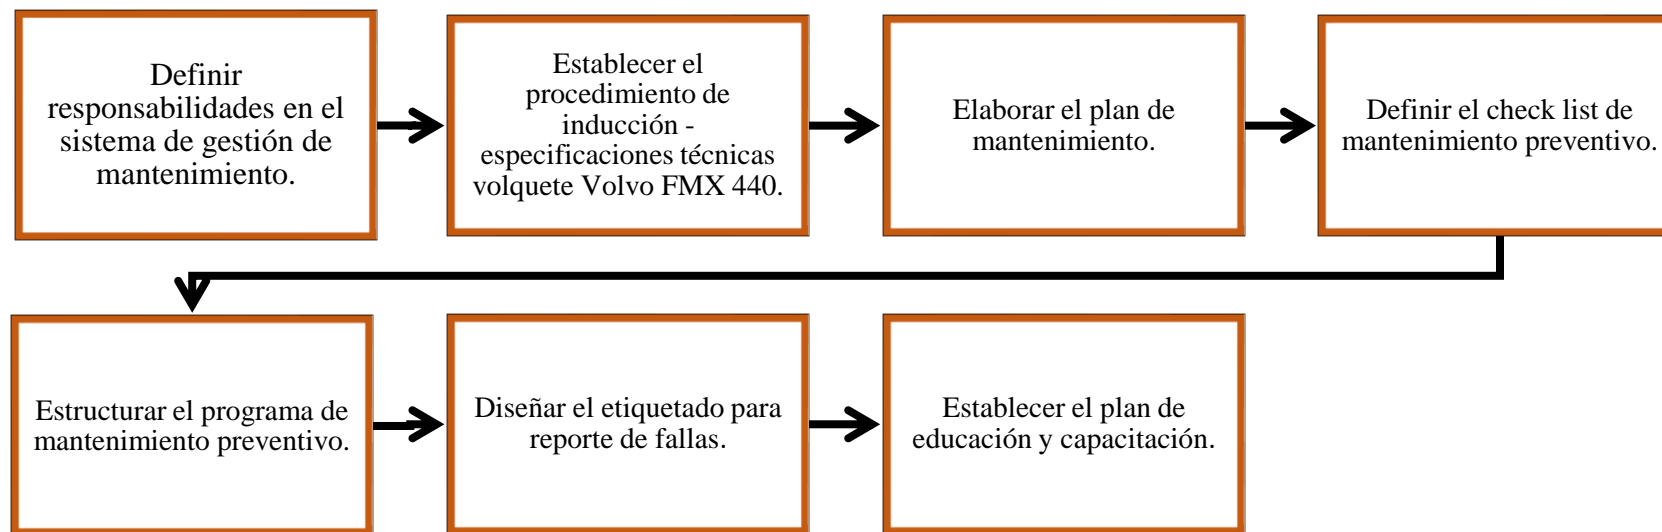 Definir
responsabilidades en el
sistema de gestión de
mantenimiento.
Establecer el
procedimiento de
inducción -
especificaciones técnicas
volquete Volvo FMX 440.
Elaborar el plan de
mantenimiento.
Definir el check list de
mantenimiento preventivo.
Estructurar el programa de
mantenimiento preventivo.
Diseñar el etiquetado para
reporte de fallas.
Establecer el plan de
educación y capacitación.